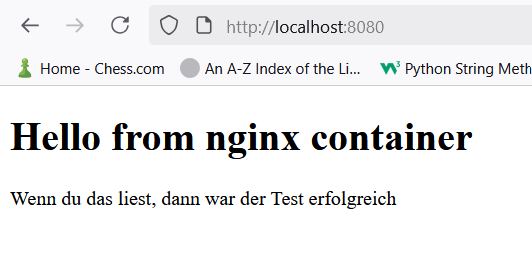 http://localhost:8080
Home - Chess.com An A-Z Index of the Li... W3 Python String Meth
Hello from nginx container
Wenn du das liest, dann war der Test erfolgreich